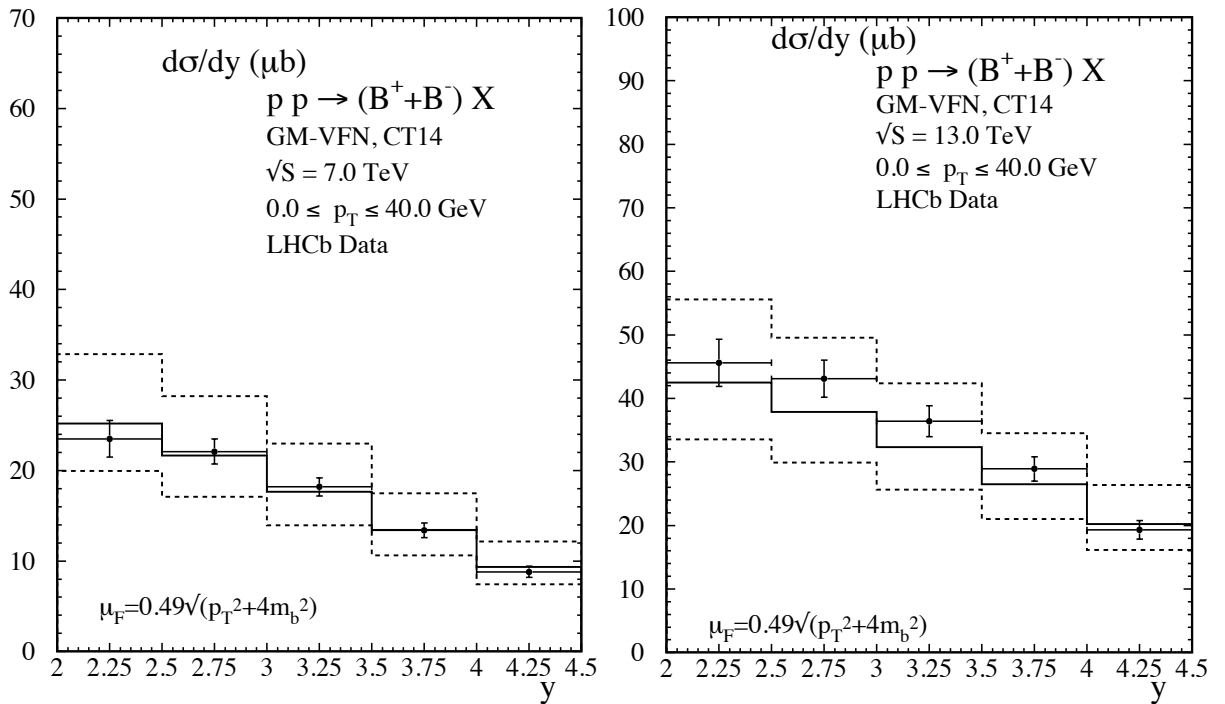 70
60
50
40
30
20
10
0
dσ/dy (μb)
p p → (B⁺+B⁻) X
GM-VFN, CT14
√S = 7.0 TeV
0.0 ≤ p_T ≤ 40.0 GeV
LHCb Data
μ_F=0.49√(p_T²+4m_b²)
2 2.25 2.75 3 3.25 3.5 3.75 4 4.25 4.5
y
100
90
80
70
60
50
40
30
20
10
0
dσ/dy (μb)
p p → (B⁺+B⁻) X
GM-VFN, CT14
√S = 13.0 TeV
0.0 ≤ p_T ≤ 40.0 GeV
LHCb Data
μ_F=0.49√(p_T²+4m_b²)
2 2.25 2.5 2.75 3 3.25 3.5 3.75 4 4.25 4.5
y